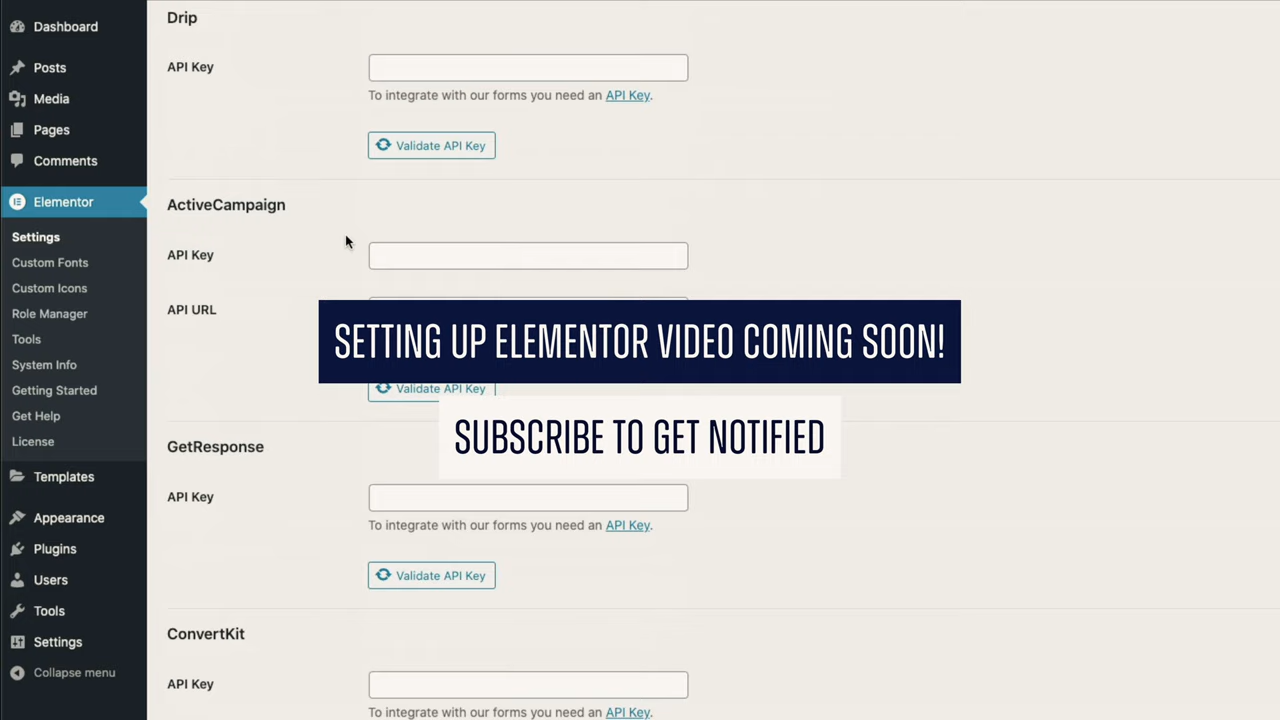 Dashboard
Posts
Media
Pages
Comments
Elementor
Settings
Custom Fonts
Custom Icons
Role Manager
Tools
System Info
Getting Started
Get Help
License
Templates
Appearance
Plugins
Users
Tools
Settings
Collapse menu
Drip
API Key
To integrate with our forms you need an API Key.
Validate API Key
ActiveCampaign
API Key
API URL
SETTING UP ELEMENTOR VIDEO COMING SOON!
Validate API Key
SUBSCRIBE TO GET NOTIFIED
GetResponse
API Key
To integrate with our forms you need an API Key.
Validate API Key
ConvertKit
API Key
To integrate with our forms you need an API Key.